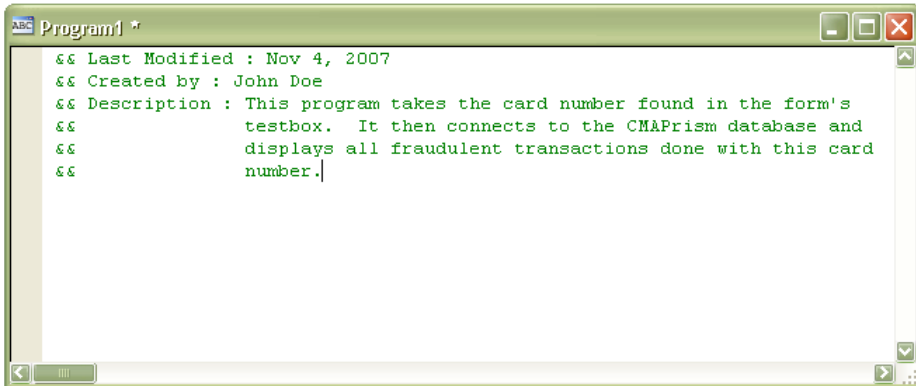 ABC Program1 *
&& Last Modified : Nov 4, 2007
&& Created by : John Doe
&& Description : This program takes the card number found in the form's
&& testbox. It then connects to the CMAPrism database and
&& displays all fraudulent transactions done with this card
&& number.